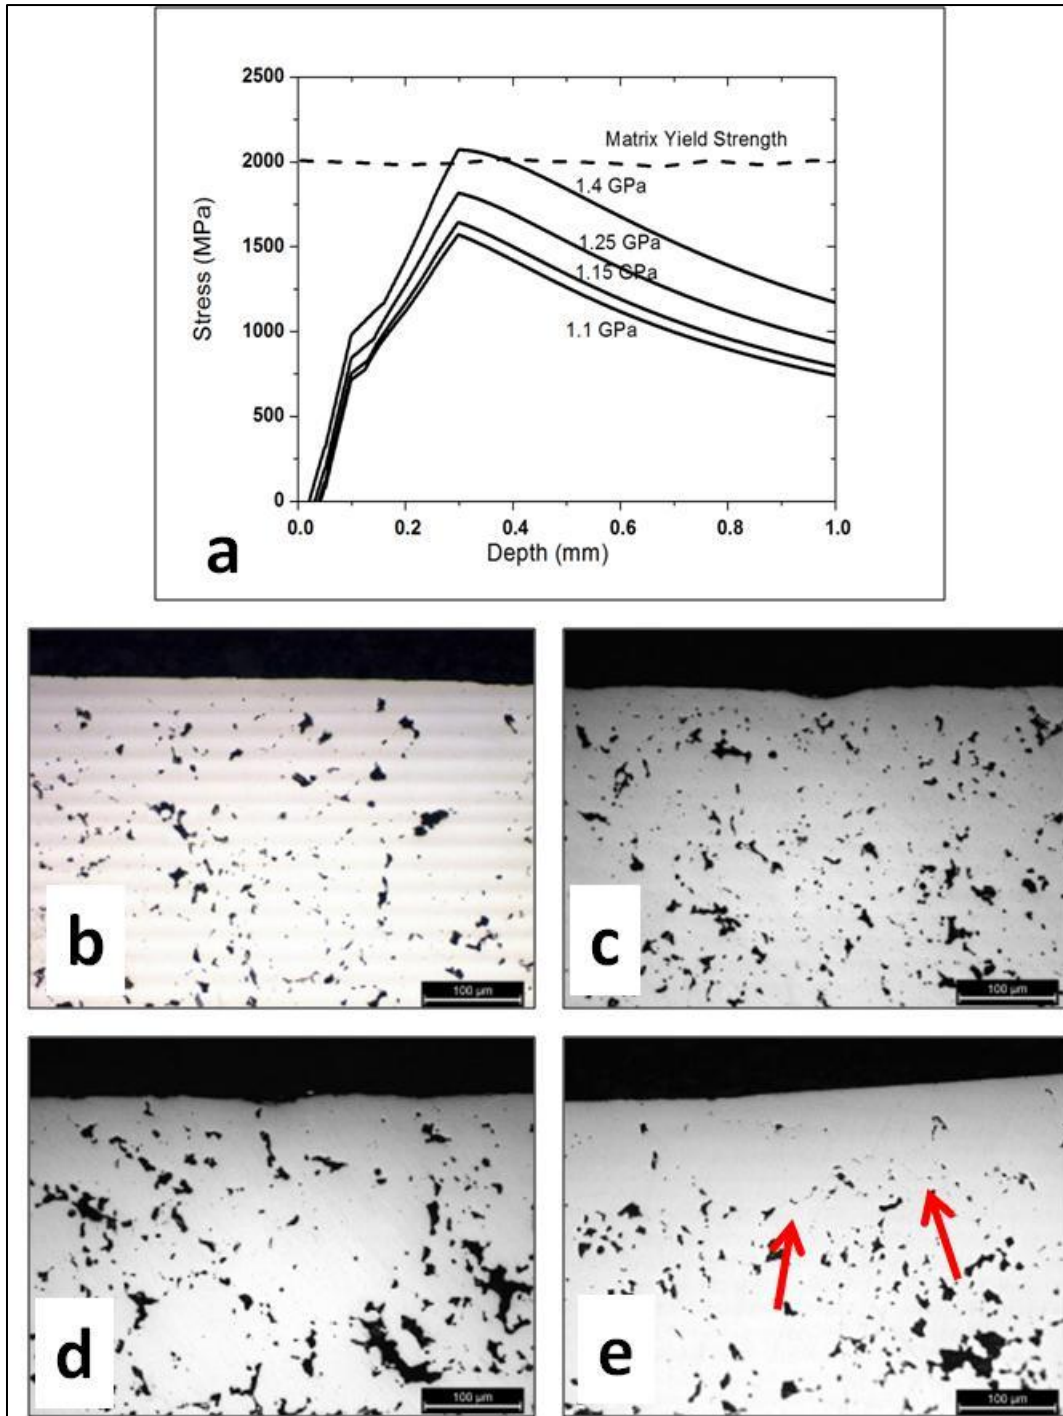 2500
2000
1500
1000
500
0
Stress (MPa)
Matrix Yield Strength
1.4 GPa
1.25 GPa
1.15 GPa
1.1 GPa
0.0 0.2 0.4 0.6 0.8 1.0
Depth (mm)
a
b
100 µm
c
100 µm
d
100 µm
e
100 µm